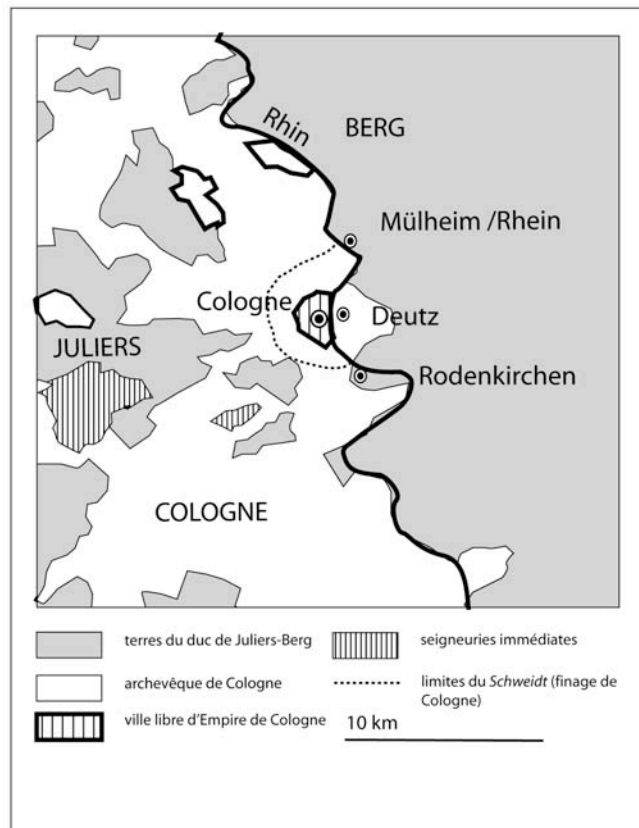 Rhin
BERG
Mülheim /Rhein
Cologne
Deutz
JULIERS
Rodenkirchen
COLOGNE
terres du duc de Juliers-Berg
seigneuries immédiates
archevêque de Cologne
limites du Schweidt (finage de
Cologne)
ville libre d'Empire de Cologne
10 km